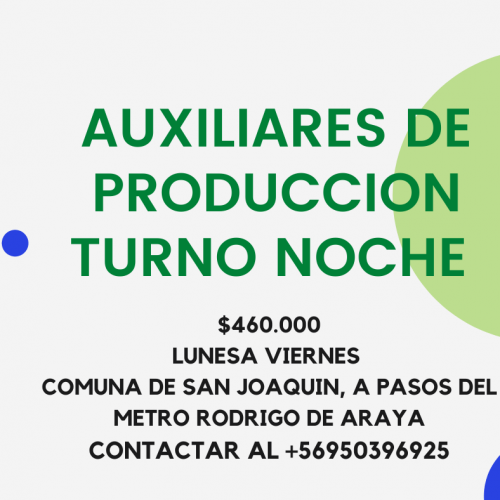 AUXILIARES DE
PRODUCCION
TURNO NOCHE
$460.000
LUNESA VIERNES
COMUNA DE SAN JOAQUIN, A PASOS DEL
METRO RODRIGO DE ARAYA
CONTACTAR AL +56950396925